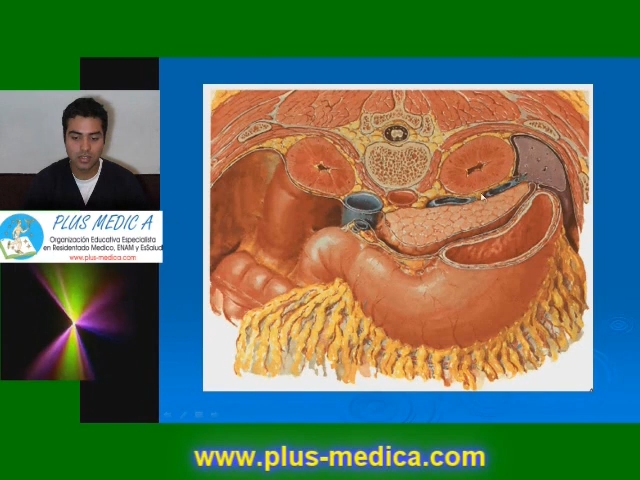 PLUS MEDIC A
Organización Educativa Especialista
en Residentado Medico, ENAM y EsSalud
www.plus-medica.com
www.plus-medica.com